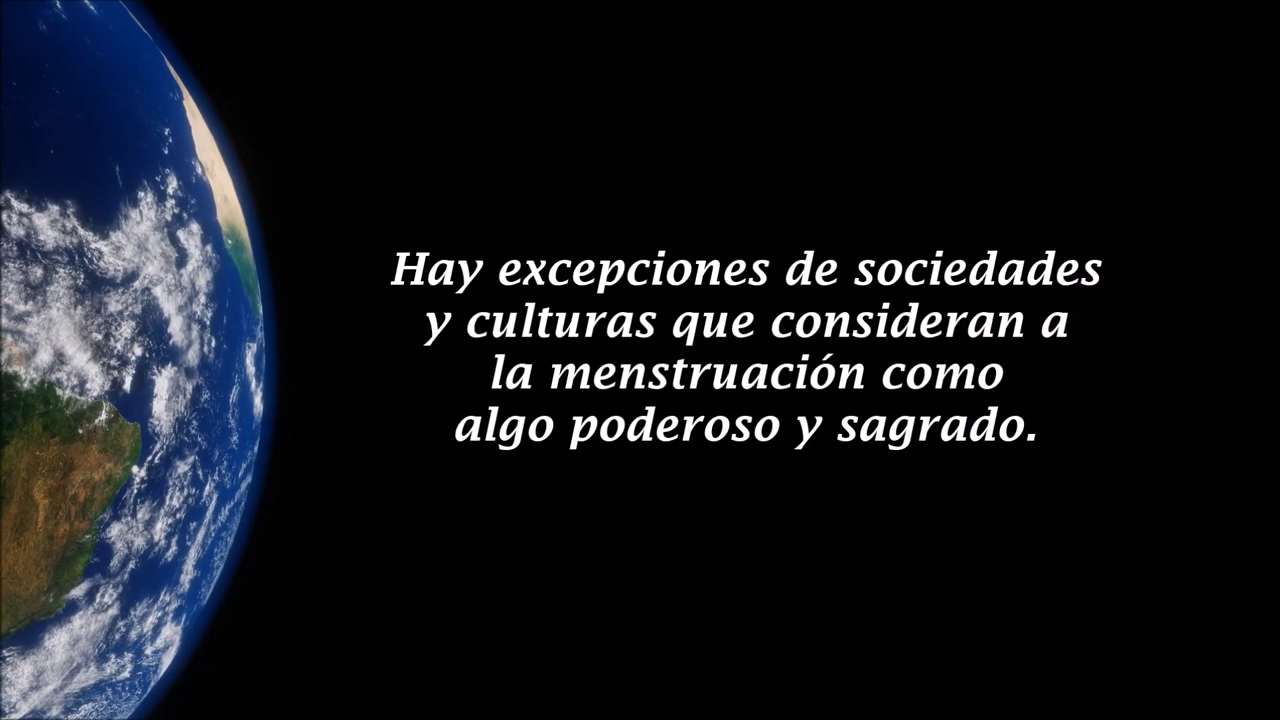 Hay excepciones de sociedades
y culturas que consideran a
la menstruación como
algo poderoso y sagrado.